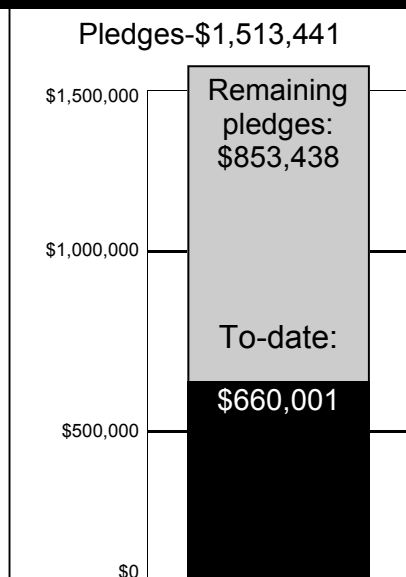 Pledges-$1,513,441
$1,500,000
Remaining
pledges:
$853,438
$1,000,000
To-date:
$660,001
$500,000
$0